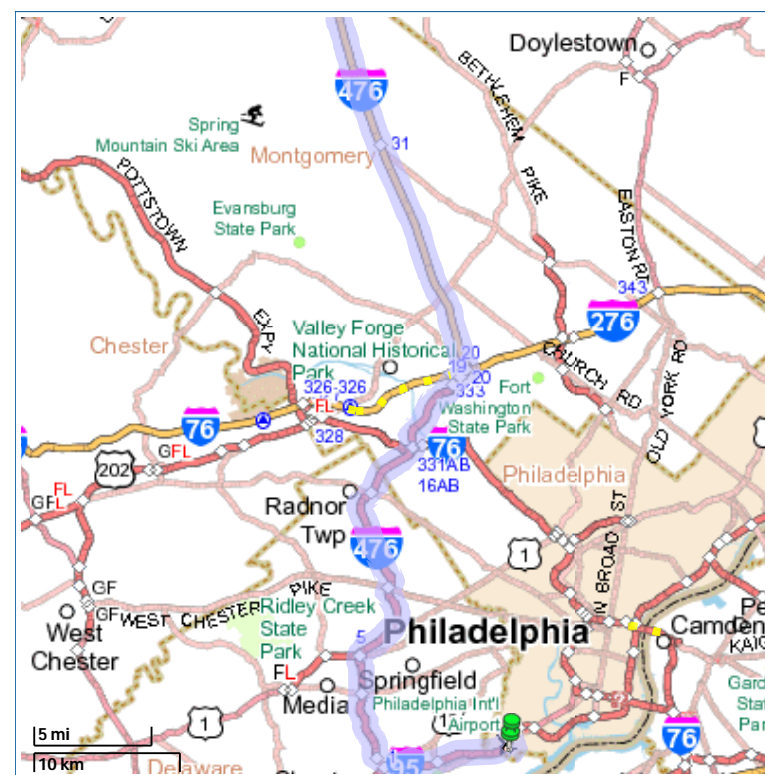 Doylestown
F
BETHLEHEM
PIKE
476
Spring
Mountain Ski Area
Montgomery
31
POTTSTOWN
EXPY
Evansburg
State Park
EASTON RD
343
276
Chester
Valley Forge
National Historical
Park
20
19
20
333
CHURCH RD
OLD YORK RD
326-326
FL
Fort
Washington
State Park
76
328
GFL
76
331AB
16AB
Philadelphia
202
FL
GFL
Radnor
Twp
N BROAD ST
476
1
GF
GF
WEST CHESTER PIKE
West
Chester
Ridley Creek
State
Park
5
Philadelphia
Camden
FL
Media
Springfield
Philadelphia Int'l
Airport
1
76
5 mi
10 km
Delaware
95